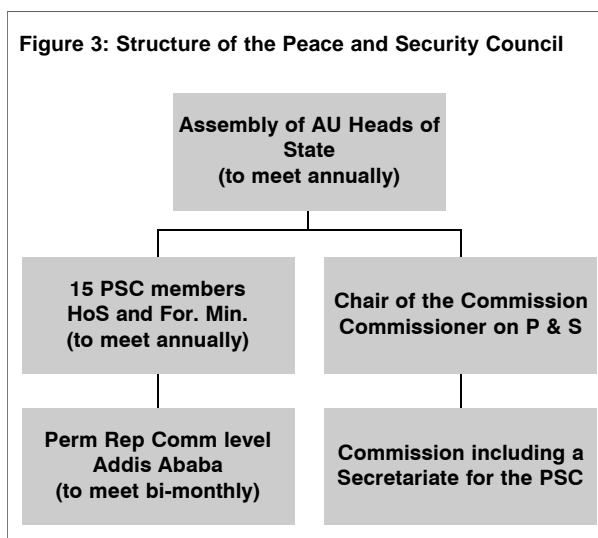 Figure 3: Structure of the Peace and Security Council
Assembly of AU Heads of
State
(to meet annually)
15 PSC members
HoS and For. Min.
(to meet annually)
Chair of the Commission
Commissioner on P & S
Perm Rep Comm level
Addis Ababa
(to meet bi-monthly)
Commission including a
Secretariate for the PSC